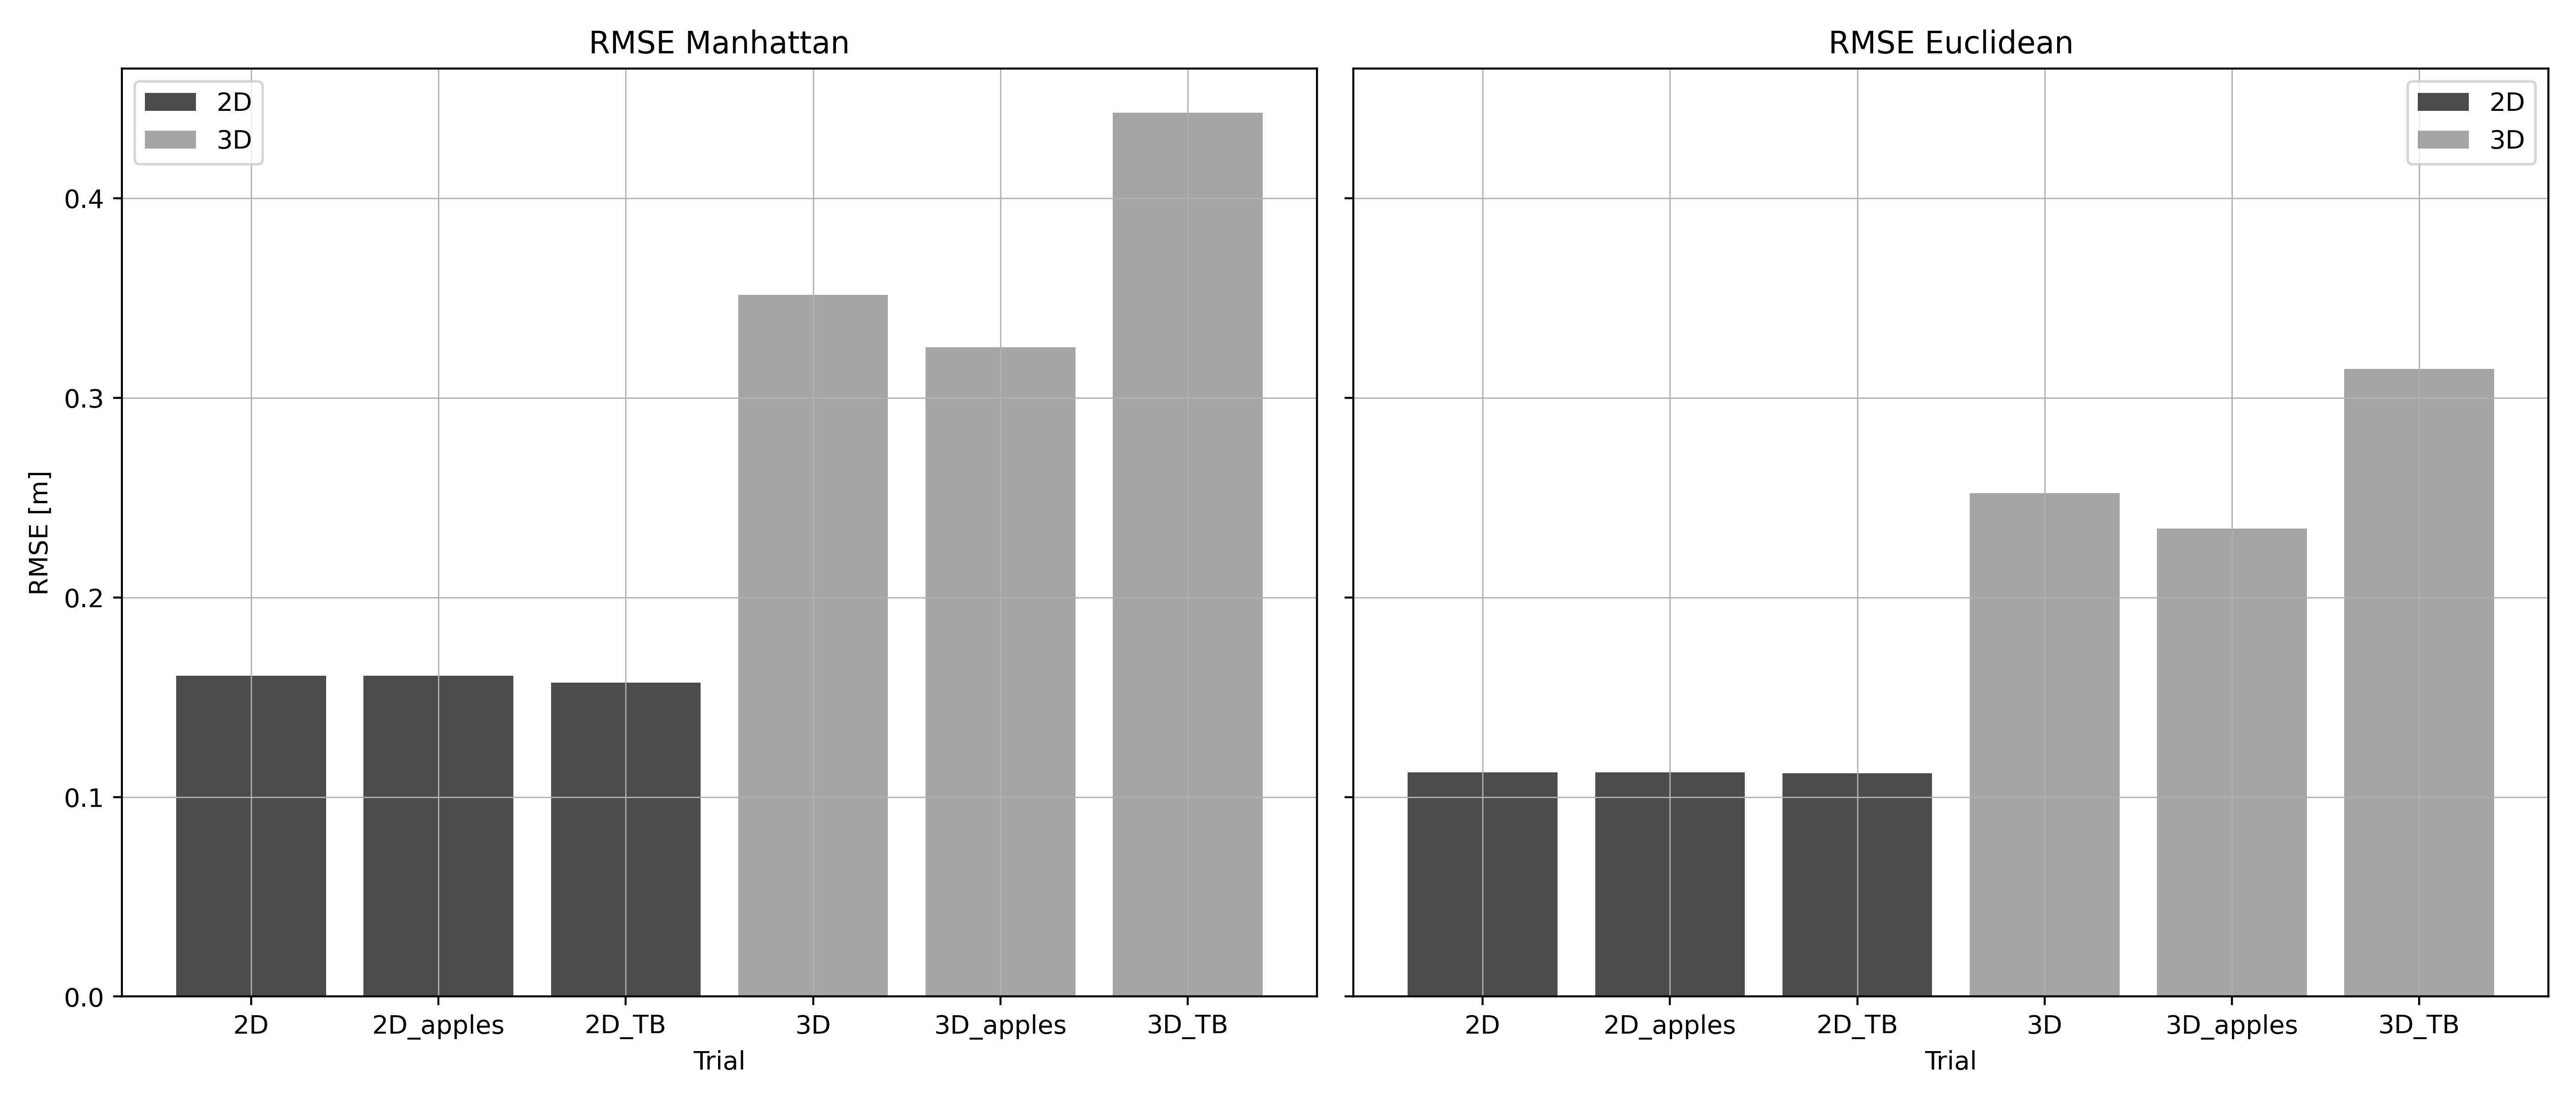 RMSE Manhattan
2D
3D
RMSE [m]
0.4
0.3
0.2
0.1
0.0
2D 2D_apples 2D_TB 3D 3D_apples 3D_TB
Trial
RMSE Euclidean
2D
3D
2D 2D_apples 2D_TB 3D 3D_apples 3D_TB
Trial